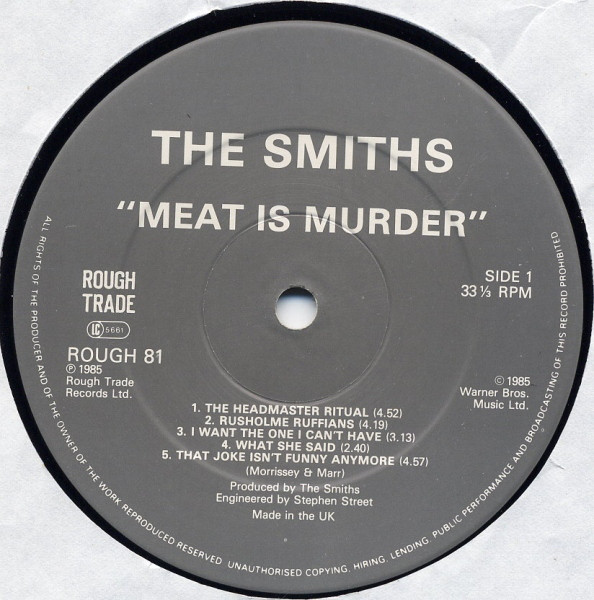 THE SMITHS
"MEAT IS MURDER"
ROUGH
TRADE
LC 5661
ROUGH 81
℗ 1985
Rough Trade
Records Ltd.
SIDE 1
33 ⅓ RPM
© 1985
Warner Bros.
Music Ltd.
1. THE HEADMASTER RITUAL (4.52)
2. RUSHOLME RUFFIANS (4.19)
3. I WANT THE ONE I CAN'T HAVE (3.13)
4. WHAT SHE SAID (2.40)
5. THAT JOKE ISN'T FUNNY ANYMORE (4.57)
(Morrissey & Marr)
Produced by The Smiths
Engineered by Stephen Street
Made in the UK
ALL RIGHTS OF THE PRODUCER AND OF THE OWNER OF THE WORK REPRODUCED RESERVED. UNAUTHORISED COPYING, HIRING, LENDING, PUBLIC PERFORMANCE AND BROADCASTING OF THIS RECORD PROHIBITED